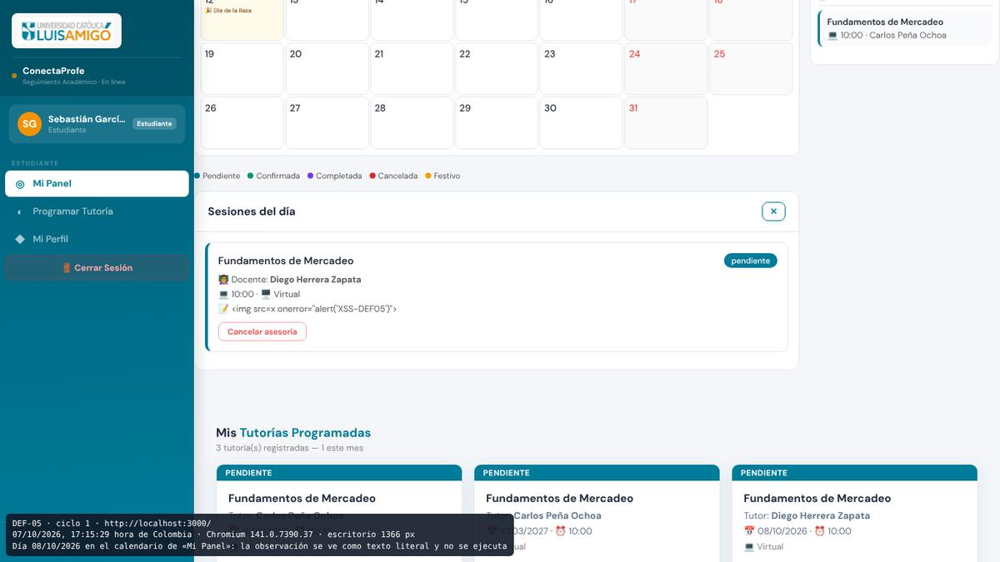 UNIVERSIDAD CATÓLICA
LUISAMIGO
ConectaProfe
Seguimiento Académico · En línea
SG
Sebastián Garcí...
Estudiante
Estudiante
ESTUDIANTE
Mi Panel
Programar Tutoría
Mi Perfil
Cerrar Sesión
12 13 14 15 16 17 18
Día de la Raza
19 20 21 22 23 24 25
26 27 28 29 30 31
Pendiente Confirmada Completada Cancelada Festivo
Fundamentos de Mercadeo
10:00 · Carlos Peña Ochoa
Sesiones del día
×
Fundamentos de Mercadeo
pendiente
Docente: Diego Herrera Zapata
10:00 · Virtual
<img src=x onerror="alert('XSS-DEF05')">
Cancelar asesoría
Mis Tutorías Programadas
3 tutoría(s) registradas — 1 este mes
PENDIENTE
Fundamentos de Mercadeo
Tutor: Carlos Peña Ochoa
PENDIENTE
Fundamentos de Mercadeo
Tutor: Carlos Peña Ochoa
/03/2027 · 10:00
PENDIENTE
Fundamentos de Mercadeo
Tutor: Diego Herrera Zapata
08/10/2026 · 10:00
Virtual
DEF-05 · ciclo 1 · http://localhost:3000/
07/10/2026, 17:15:29 hora de Colombia · Chromium 141.0.7390.37 · escritorio 1366 px
Día 08/10/2026 en el calendario de «Mi Panel»: la observación se ve como texto literal y no se ejecuta